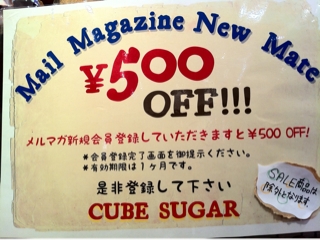 Mail Magazine New Mate
¥500
OFF!!!
メルマガ新規会員登録していただきますと¥500 OFF!
*会員登録完了画面を御提示ください。
*有効期限は1ヶ月です。
是非登録して下さい
CUBE SUGAR
SALE商品は
除外となります。